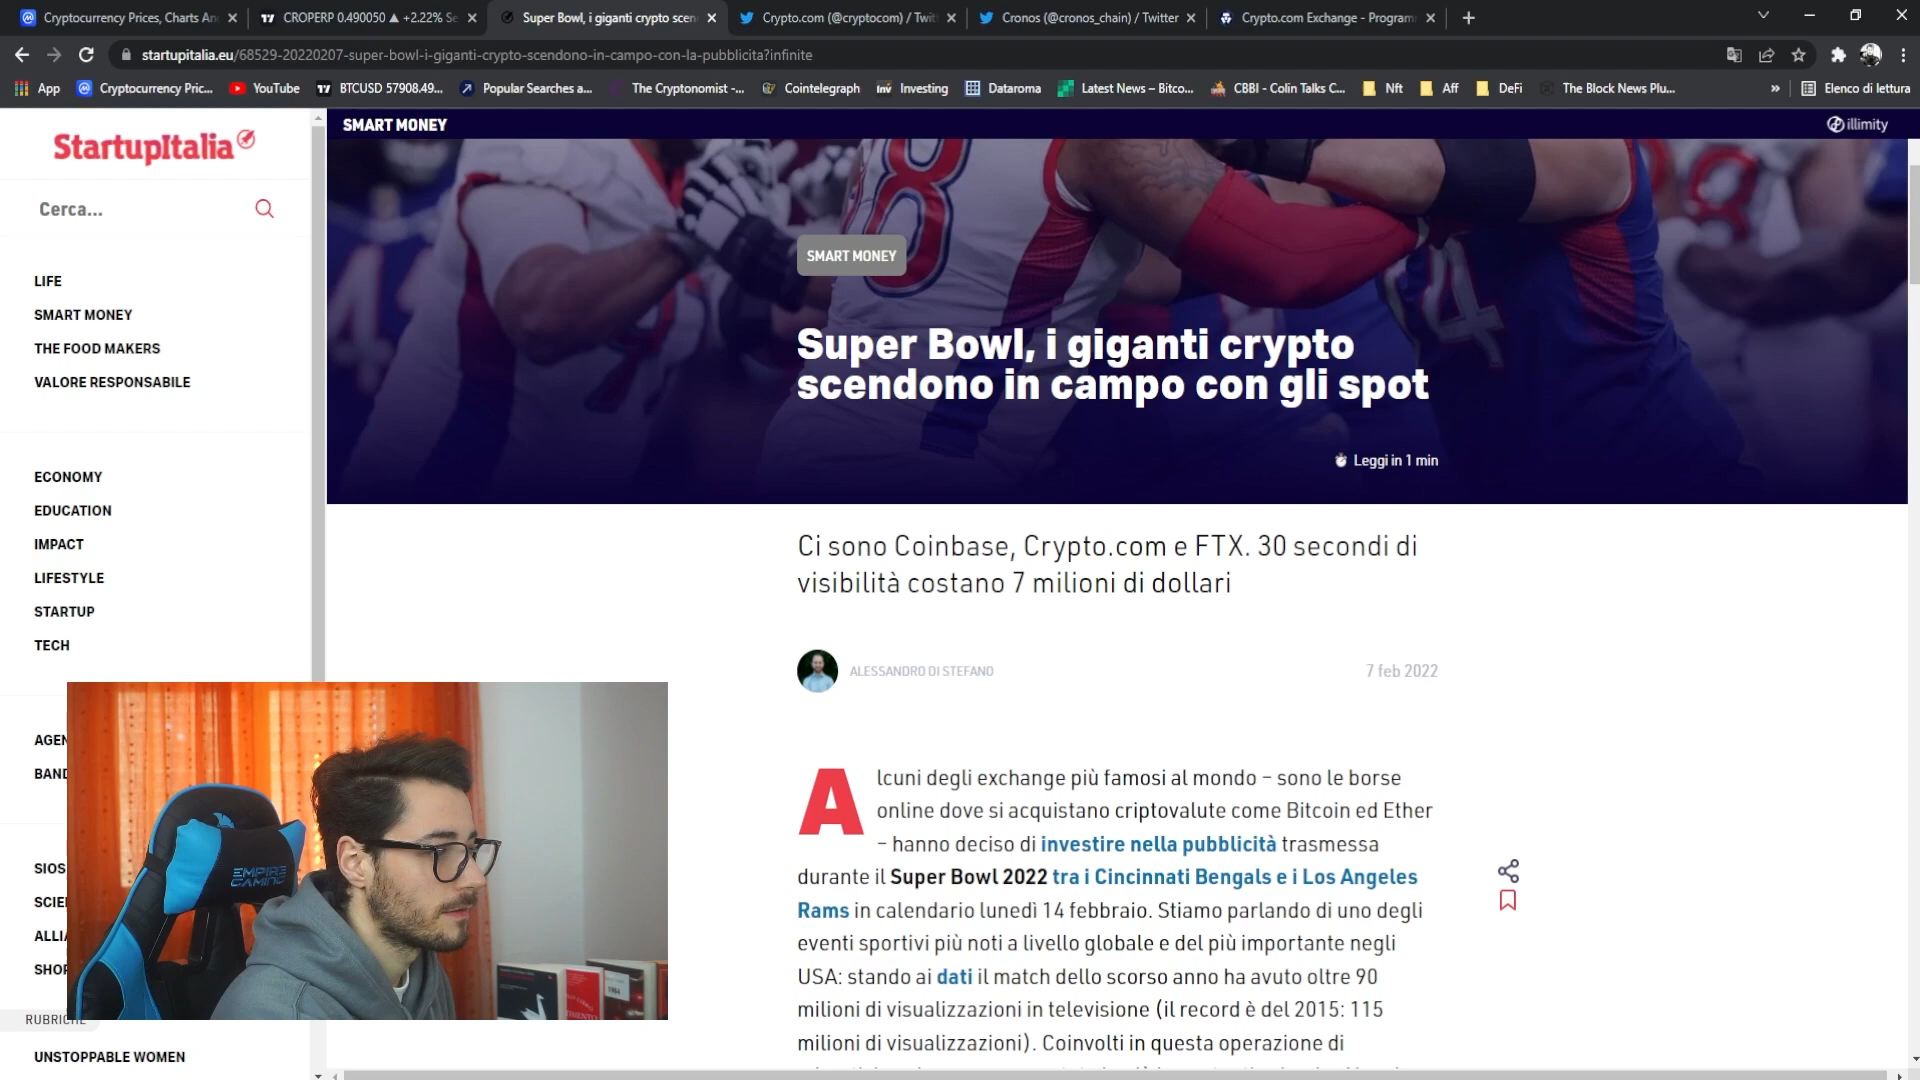 Cryptocurrency Prices, Charts An
CROPERP 0.490050 ▲ +2.22% Se
Super Bowl, i giganti crypto scen
Crypto.com (@cryptocom) / Twit
Cronos (@cronos_chain) / Twitter
Crypto.com Exchange - Program
startupitalia.eu/68529-20220207-super-bowl-i-giganti-crypto-scendono-in-campo-con-la-pubblicita?infinite
App
Cryptocurrency Pric...
YouTube
BTCUSD 57908.49...
Popular Searches a...
The Cryptonomist -...
Cointelegraph
Inv Investing
Dataroma
Latest News – Bitco...
CBBI - Colin Talks C...
Nft
Aff
DeFi
The Block News Plu...
»
Elenco di lettura
StartupItalia
SMART MONEY
illimity
Cerca...
LIFE
SMART MONEY
THE FOOD MAKERS
VALORE RESPONSABILE
ECONOMY
EDUCATION
IMPACT
LIFESTYLE
STARTUP
TECH
AGEN
BAND
SIOS
SCIE
ALLI
SHOP
RUBRICHE
UNSTOPPABLE WOMEN
SMART MONEY
Super Bowl, i giganti crypto
scendono in campo con gli spot
Leggi in 1 min
Ci sono Coinbase, Crypto.com e FTX. 30 secondi di
visibilità costano 7 milioni di dollari
ALESSANDRO DI STEFANO
7 feb 2022
Alcuni degli exchange più famosi al mondo – sono le borse
online dove si acquistano criptovalute come Bitcoin ed Ether
– hanno deciso di investire nella pubblicità trasmessa
durante il Super Bowl 2022 tra i Cincinnati Bengals e i Los Angeles
Rams in calendario lunedì 14 febbraio. Stiamo parlando di uno degli
eventi sportivi più noti a livello globale e del più importante negli
USA: stando ai dati il match dello scorso anno ha avuto oltre 90
milioni di visualizzazioni in televisione (il record è del 2015: 115
milioni di visualizzazioni). Coinvolti in questa operazione di
EMPIRE
GAMING
1984